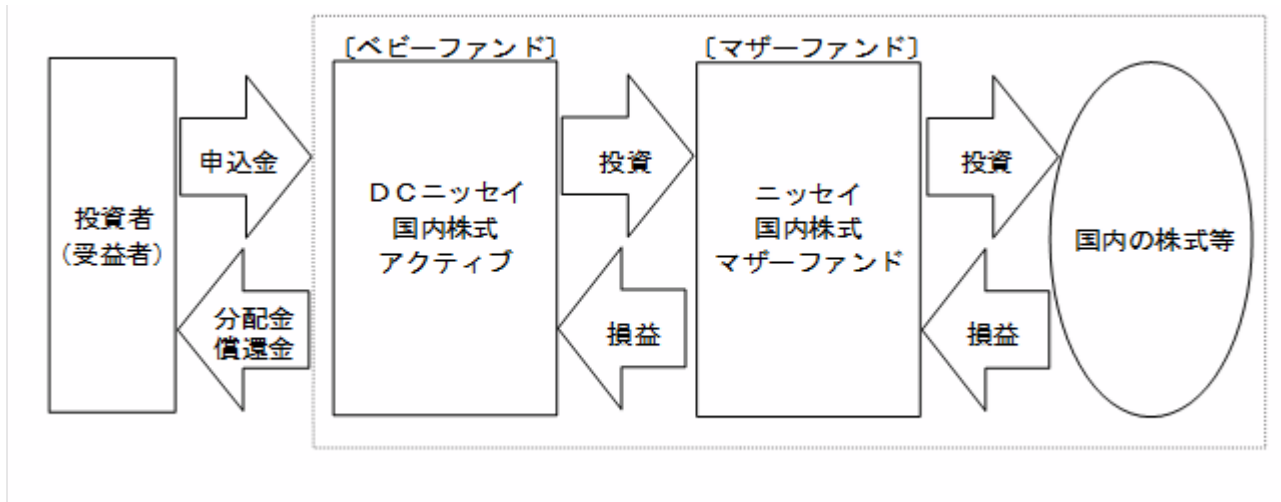 〔ベビーファンド〕
〔マザーファンド〕
投資者
（受益者）
申込金
分配金
償還金
ＤＣニッセイ
国内株式
アクティブ
投資
損益
ニッセイ
国内株式
マザーファンド
投資
損益
国内の株式等